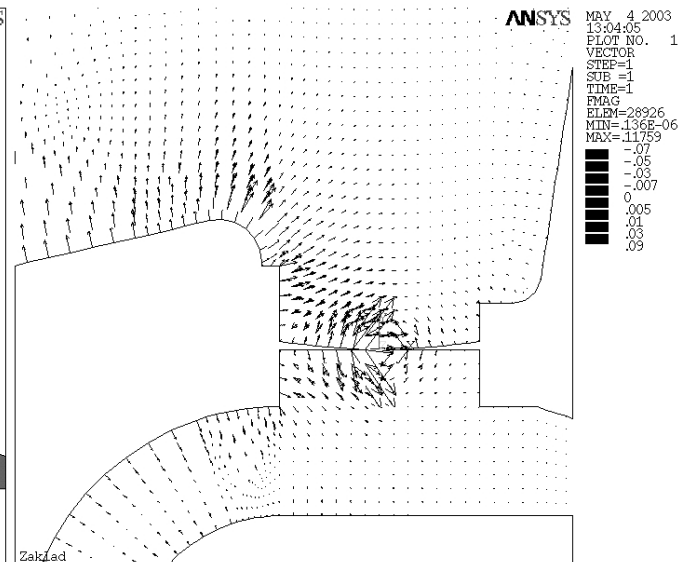 ANSYS
MAY 4 2003
13:04:05
PLOT NO. 1
VECTOR
STEP=1
SUB =1
TIME=1
FMAG
ELEM=28926
MIN=.136E-06
MAX=.11759
-.07
-.05
-.03
-.007
0
.005
.01
.03
.09
Zaklad